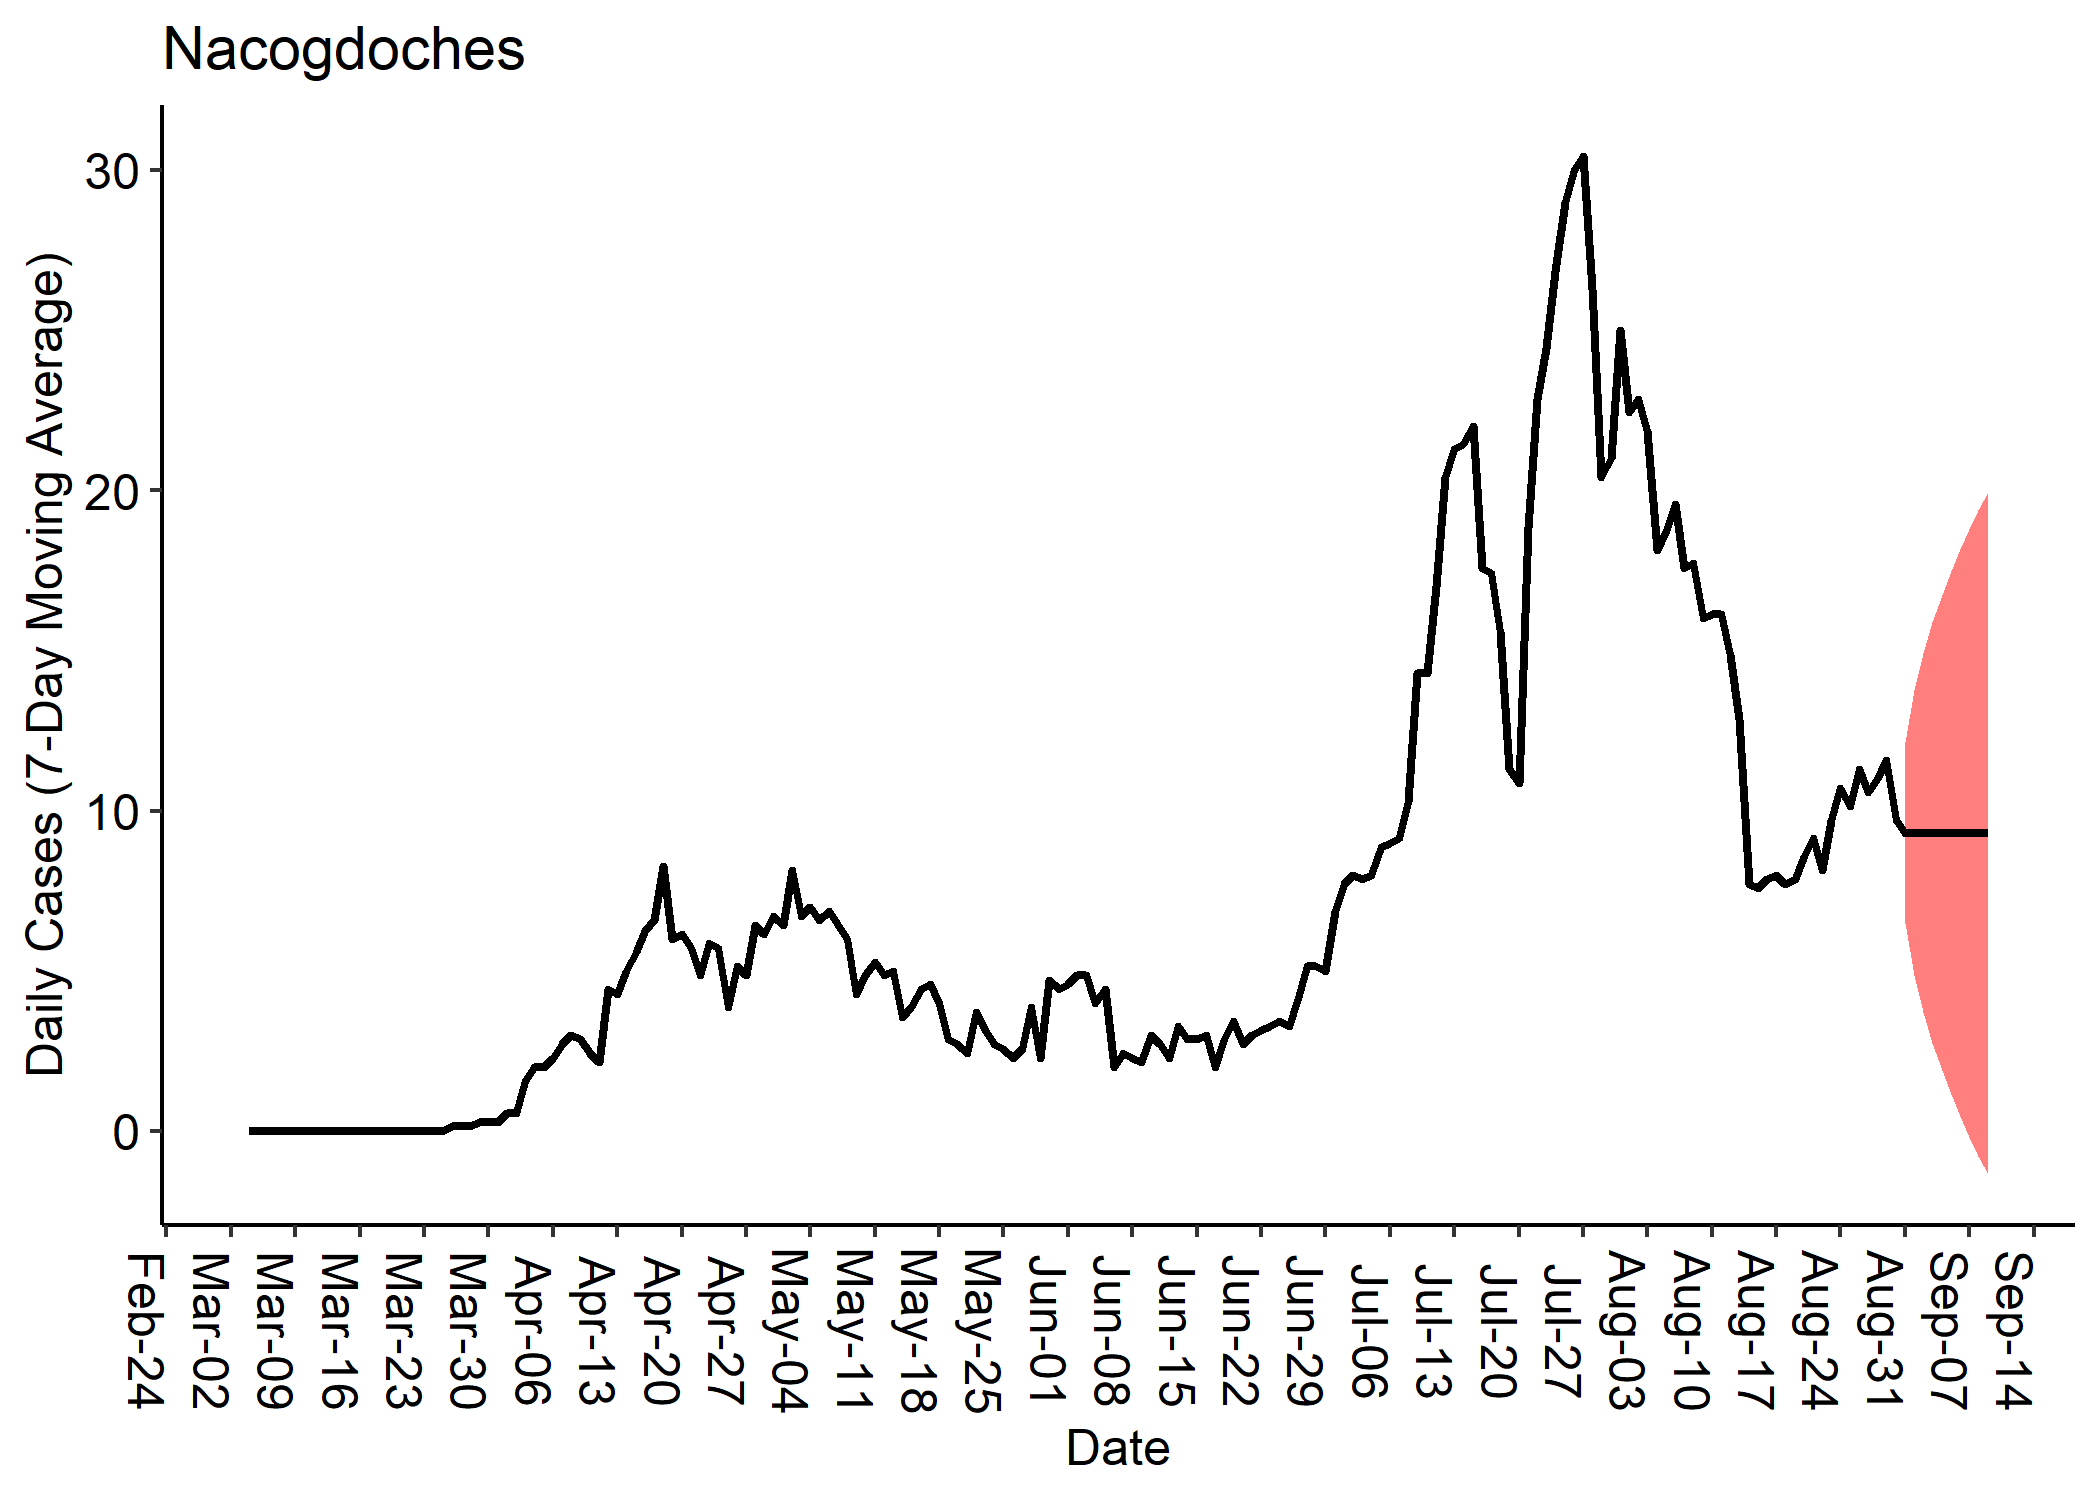 Nacogdoches
Daily Cases (7-Day Moving Average)
30
20
10
0
Feb-24
Mar-02
Mar-09
Mar-16
Mar-23
Mar-30
Apr-06
Apr-13
Apr-20
Apr-27
May-04
May-11
May-18
May-25
Jun-01
Jun-08
Jun-15
Jun-22
Jun-29
Jul-06
Jul-13
Jul-20
Jul-27
Aug-03
Aug-10
Aug-17
Aug-24
Aug-31
Sep-07
Sep-14
Date